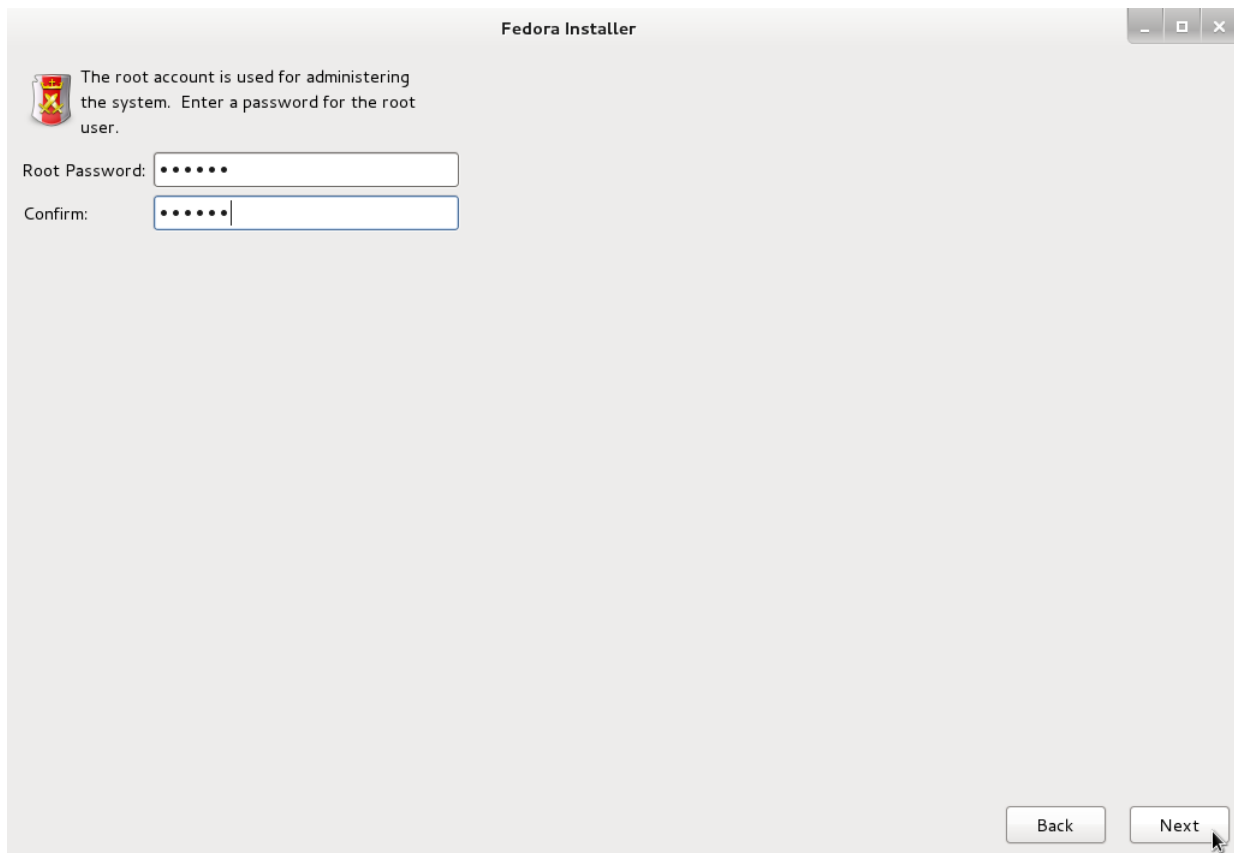 Fedora Installer
The root account is used for administering
the system.  Enter a password for the root
user.
Root Password: ••••••
Confirm: ••••••
Back
Next